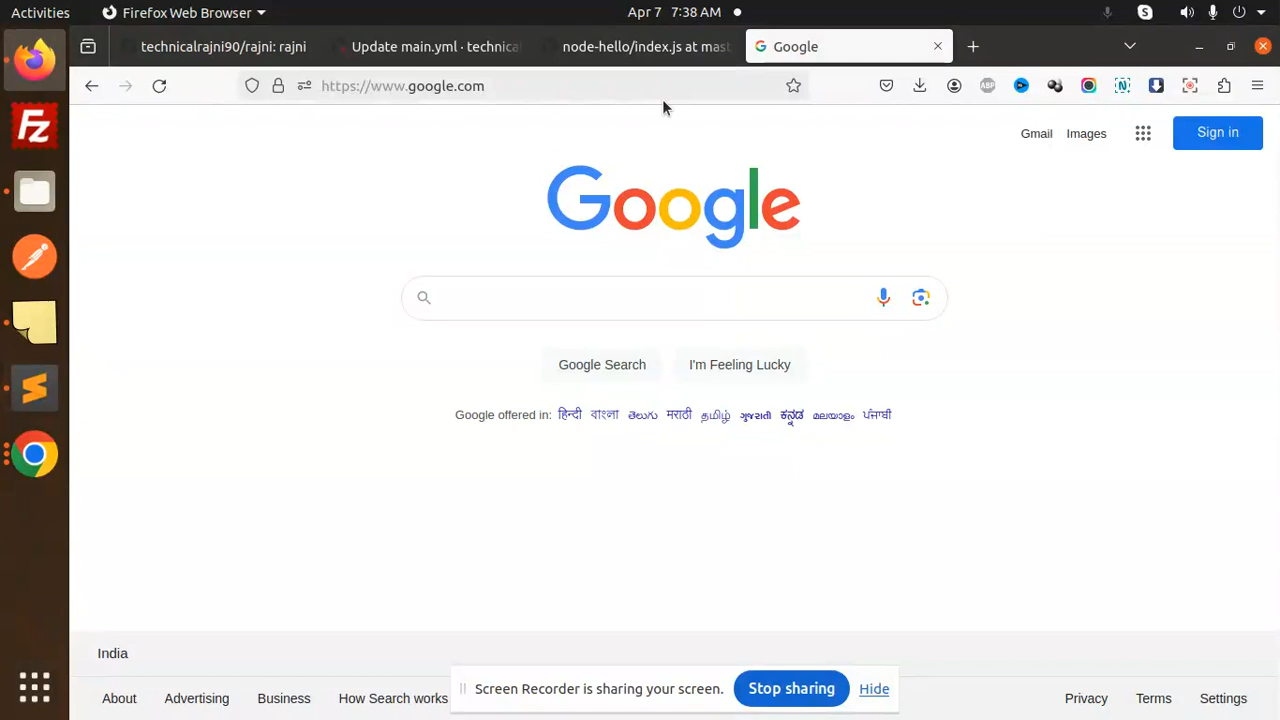 Activities Firefox Web Browser Apr 7 7:38 AM
technicalrajni90/rajni: rajni Update main.yml · technical node-hello/index.js at mast Google
https://www.google.com
ABP
Gmail Images Sign in
Google
Google Search I'm Feeling Lucky
Google offered in: हिन्दी বাংলা తెలుగు मराठी தமிழ் ગુજરાતી ಕನ್ನಡ മലയാളം ਪੰਜਾਬੀ
India
Screen Recorder is sharing your screen. Stop sharing Hide
About Advertising Business How Search works Privacy Terms Settings